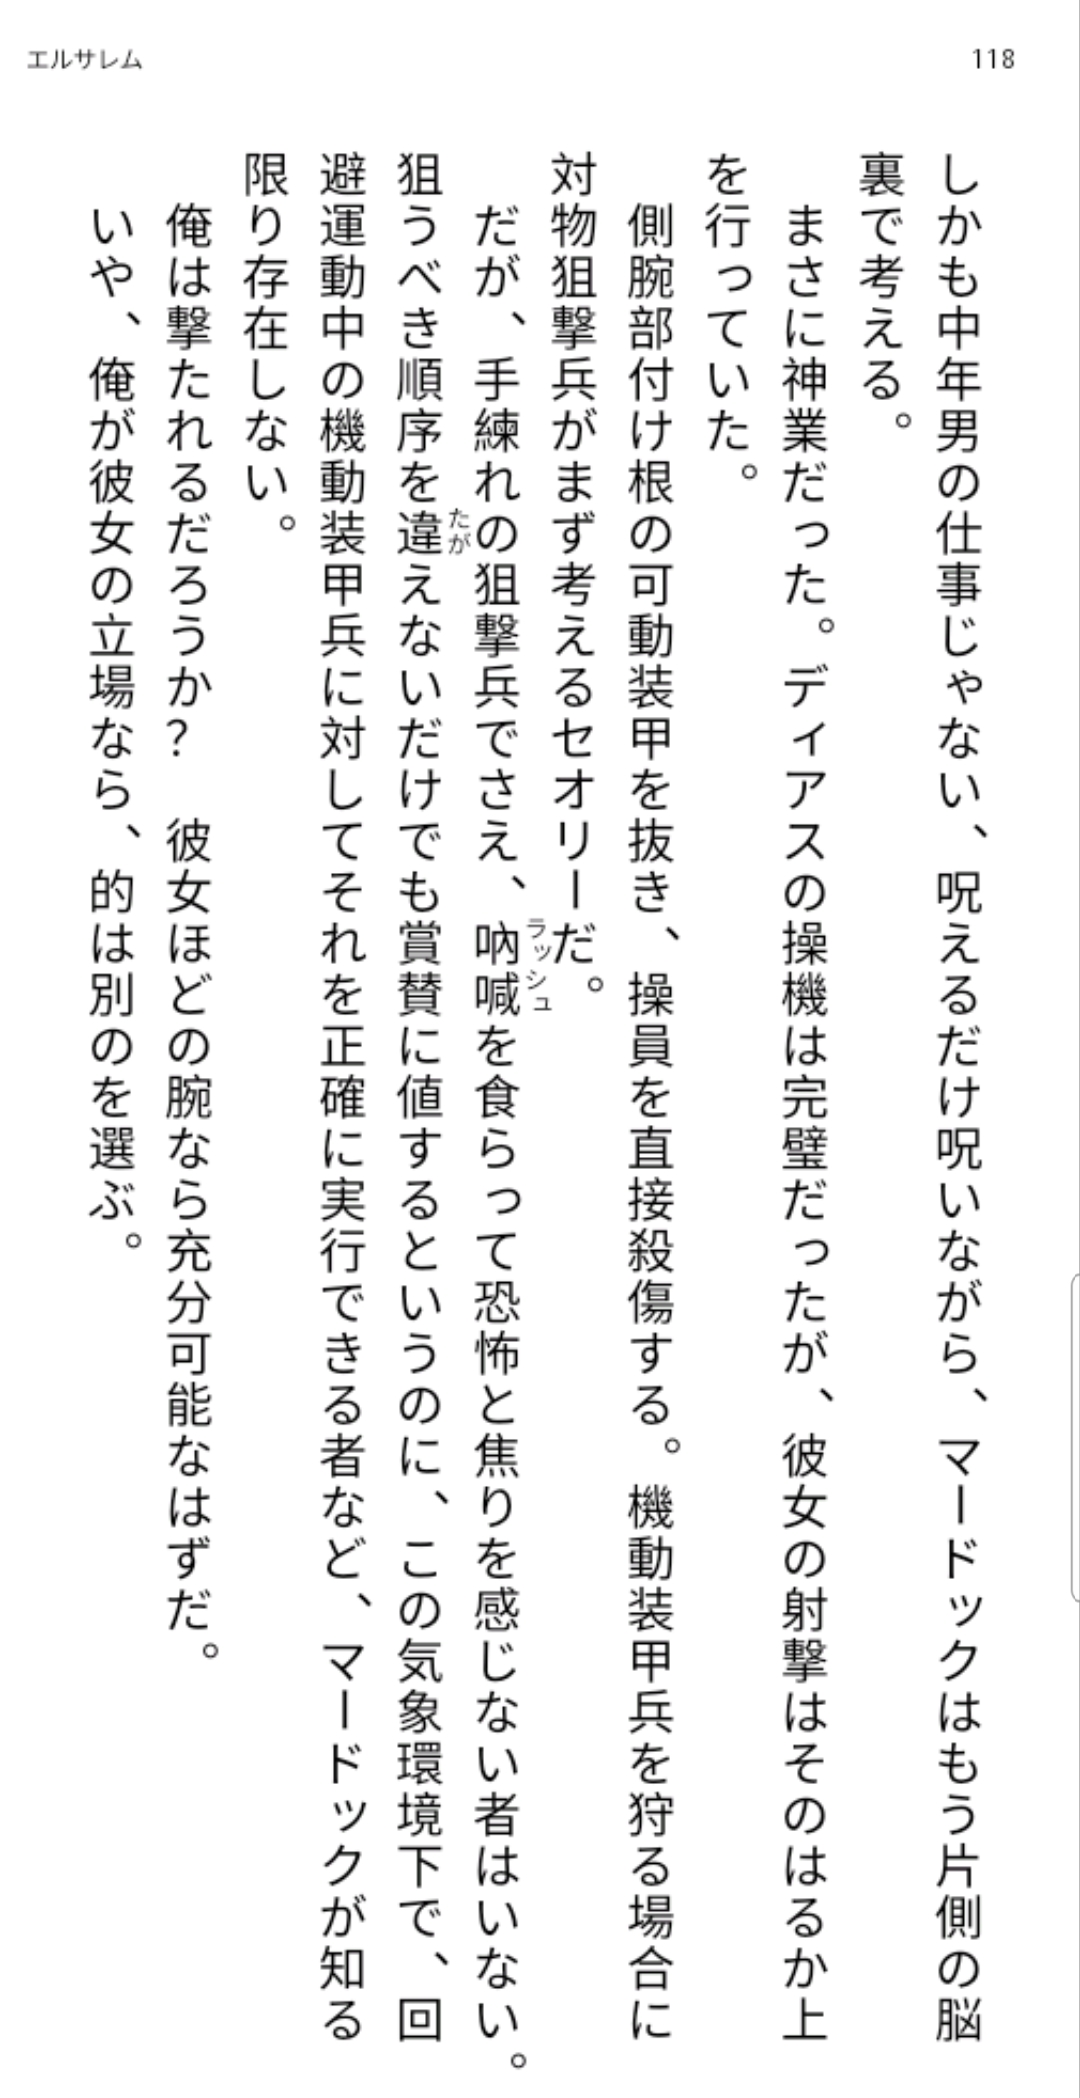 エルサレム
118
しかも中年男の仕事じゃない、呪えるだけ呪いながら、マードックはもう片側の脳
裏で考える。
まさに神業だった。ディアスの操機は完璧だったが、彼女の射撃はそのはるか上
を行っていた。
側腕部付け根の可動装甲を抜き、操員を直接殺傷する。機動装甲兵を狩る場合に
対物狙撃兵がまず考えるセオリーだ。
だが、手練れの狙撃兵でさえ、吶喊ラッシュを食らって恐怖と焦りを感じない者はいない。
狙うべき順序を違たがえないだけでも賞賛に値するというのに、この気象環境下で、回
避運動中の機動装甲兵に対してそれを正確に実行できる者など、マードックが知る
限り存在しない。
俺は撃たれるだろうか？　彼女ほどの腕なら充分可能なはずだ。
いや、俺が彼女の立場なら、的は別のを選ぶ。